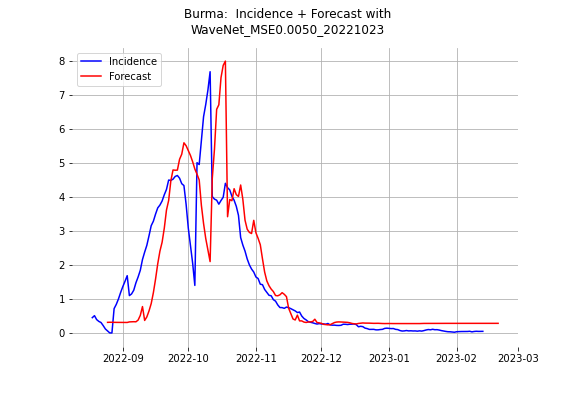 Burma:  Incidence + Forecast with
WaveNet_MSE0.0050_20221023
Incidence
Forecast
8
7
6
5
4
3
2
1
0
2022-09 2022-10 2022-11 2022-12 2023-01 2023-02 2023-03